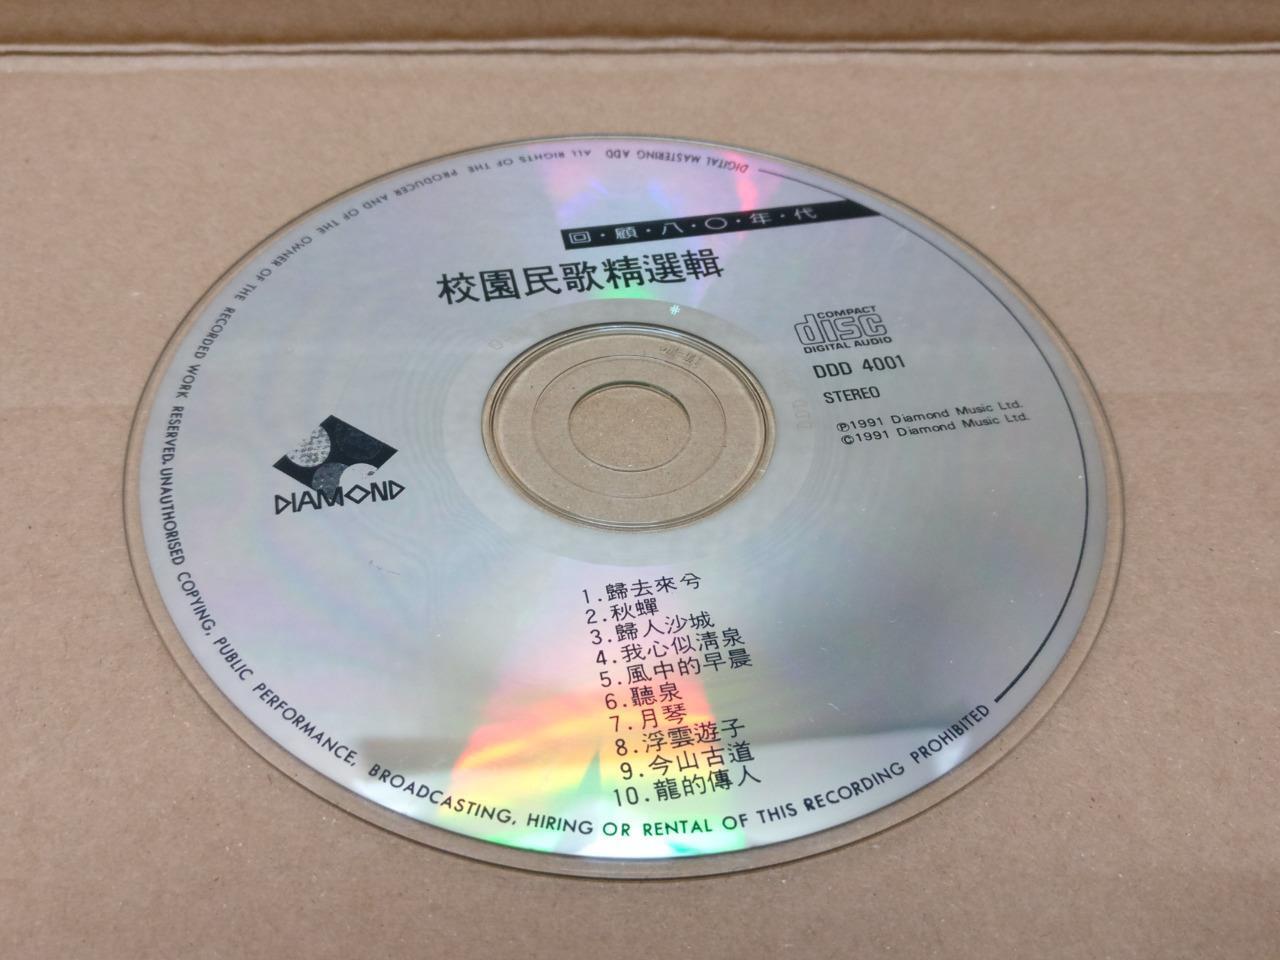 回·顧·八·〇·年·代
校園民歌精選輯
COMPACT
disc
DIGITAL AUDIO
DDD 4001
STEREO
℗1991 Diamond Music Ltd.
©1991 Diamond Music Ltd.
DIAMOND
1.歸去來兮
2.秋蟬
3.歸人沙城
4.我心似清泉
5.風中的早晨
6.聽泉
7.月琴
8.浮雲遊子
9.今山古道
10.龍的傳人
DIGITAL MASTERING ADD ALL RIGHTS OF THE PRODUCER AND OF THE OWNER OF THE RECORDED WORK RESERVED. UNAUTHORISED COPYING, PUBLIC PERFORMANCE, BROADCASTING, HIRING OR RENTAL OF THIS RECORDING PROHIBITED